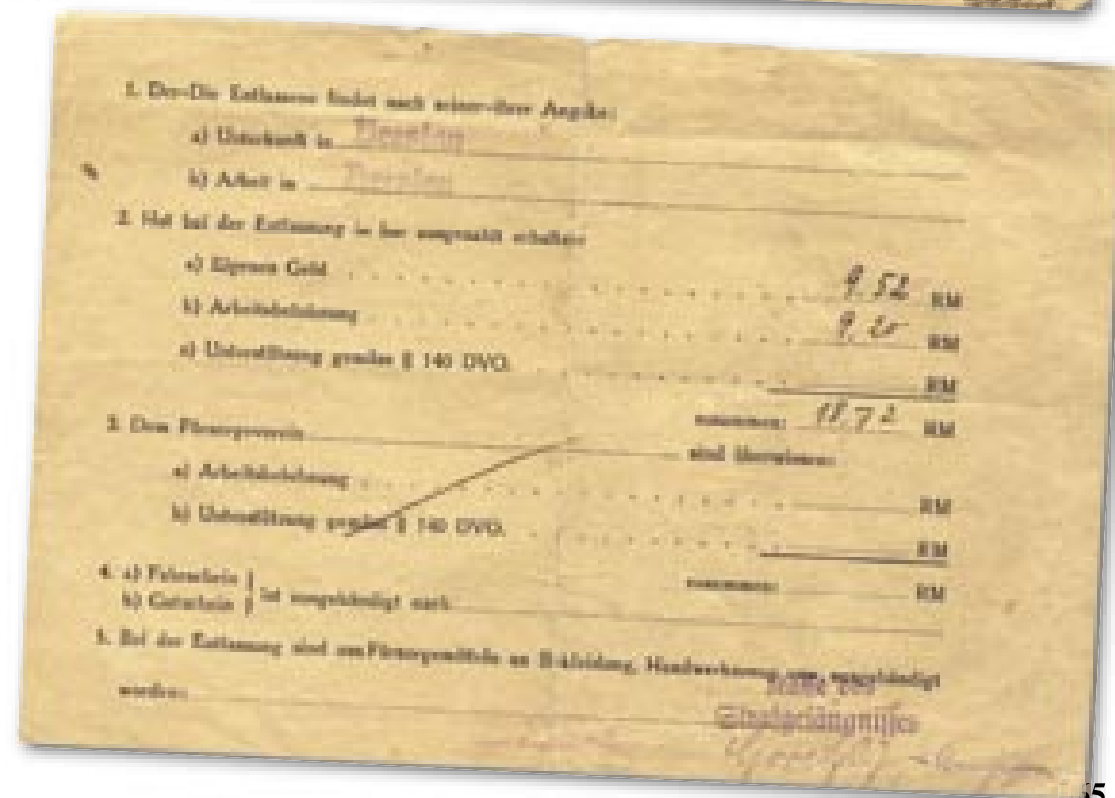 1. Der-Die Entlassene findet nach seiner-ihrer Angabe:
a) Unterkunft in
b) Arbeit in
2. Hat bei der Entlassung in bar ausgezahlt erhalten:
a) Eigenes Geld 9,52 RM
b) Arbeitsbelohnung 9,20 RM
c) Unterstützung gemäss § 140 DVO. RM
zusammen: 18,72 RM
3. Dem Fürsorgeverein sind überwiesen:
a) Arbeitsbelohnung RM
b) Unterstützung gemäss § 140 DVO. RM
zusammen: RM
4. a) Fahrschein
b) Gutschein ist ausgehändigt nach
5. Bei der Entlassung sind an Fürsorgemitteln an Bekleidung, Handwerkszeug usw. ausgehändigt
worden:
Strafgefängnisses